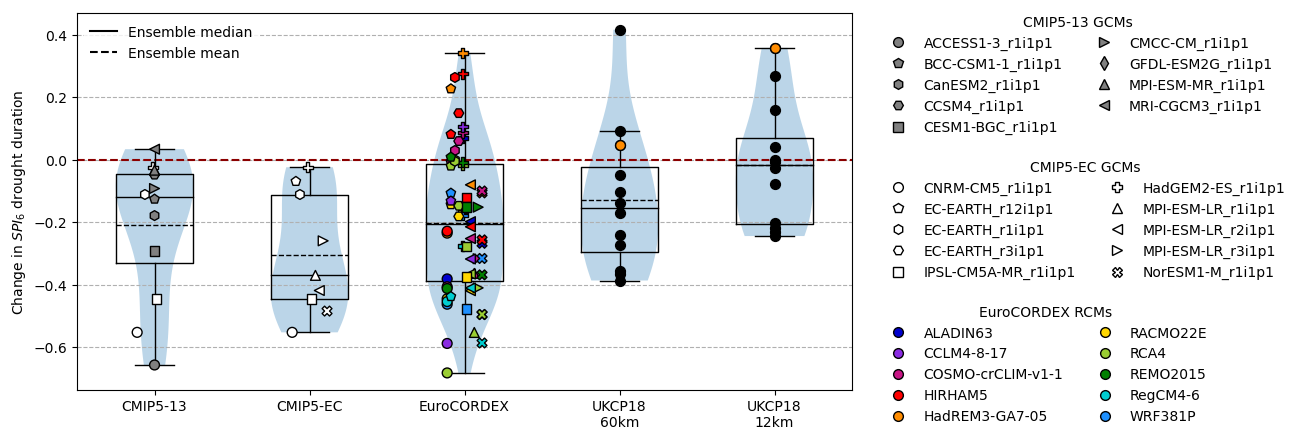 Change in SPI6 drought duration
0.4
0.2
0.0
−0.2
−0.4
−0.6
Ensemble median
Ensemble mean
CMIP5-13
CMIP5-EC
EuroCORDEX
UKCP18
60km
UKCP18
12km
CMIP5-13 GCMs
ACCESS1-3_r1i1p1
BCC-CSM1-1_r1i1p1
CanESM2_r1i1p1
CCSM4_r1i1p1
CESM1-BGC_r1i1p1
CMCC-CM_r1i1p1
GFDL-ESM2G_r1i1p1
MPI-ESM-MR_r1i1p1
MRI-CGCM3_r1i1p1
CMIP5-EC GCMs
CNRM-CM5_r1i1p1
EC-EARTH_r12i1p1
EC-EARTH_r1i1p1
EC-EARTH_r3i1p1
IPSL-CM5A-MR_r1i1p1
HadGEM2-ES_r1i1p1
MPI-ESM-LR_r1i1p1
MPI-ESM-LR_r2i1p1
MPI-ESM-LR_r3i1p1
NorESM1-M_r1i1p1
EuroCORDEX RCMs
ALADIN63
CCLM4-8-17
COSMO-crCLIM-v1-1
HIRHAM5
HadREM3-GA7-05
RACMO22E
RCA4
REMO2015
RegCM4-6
WRF381P